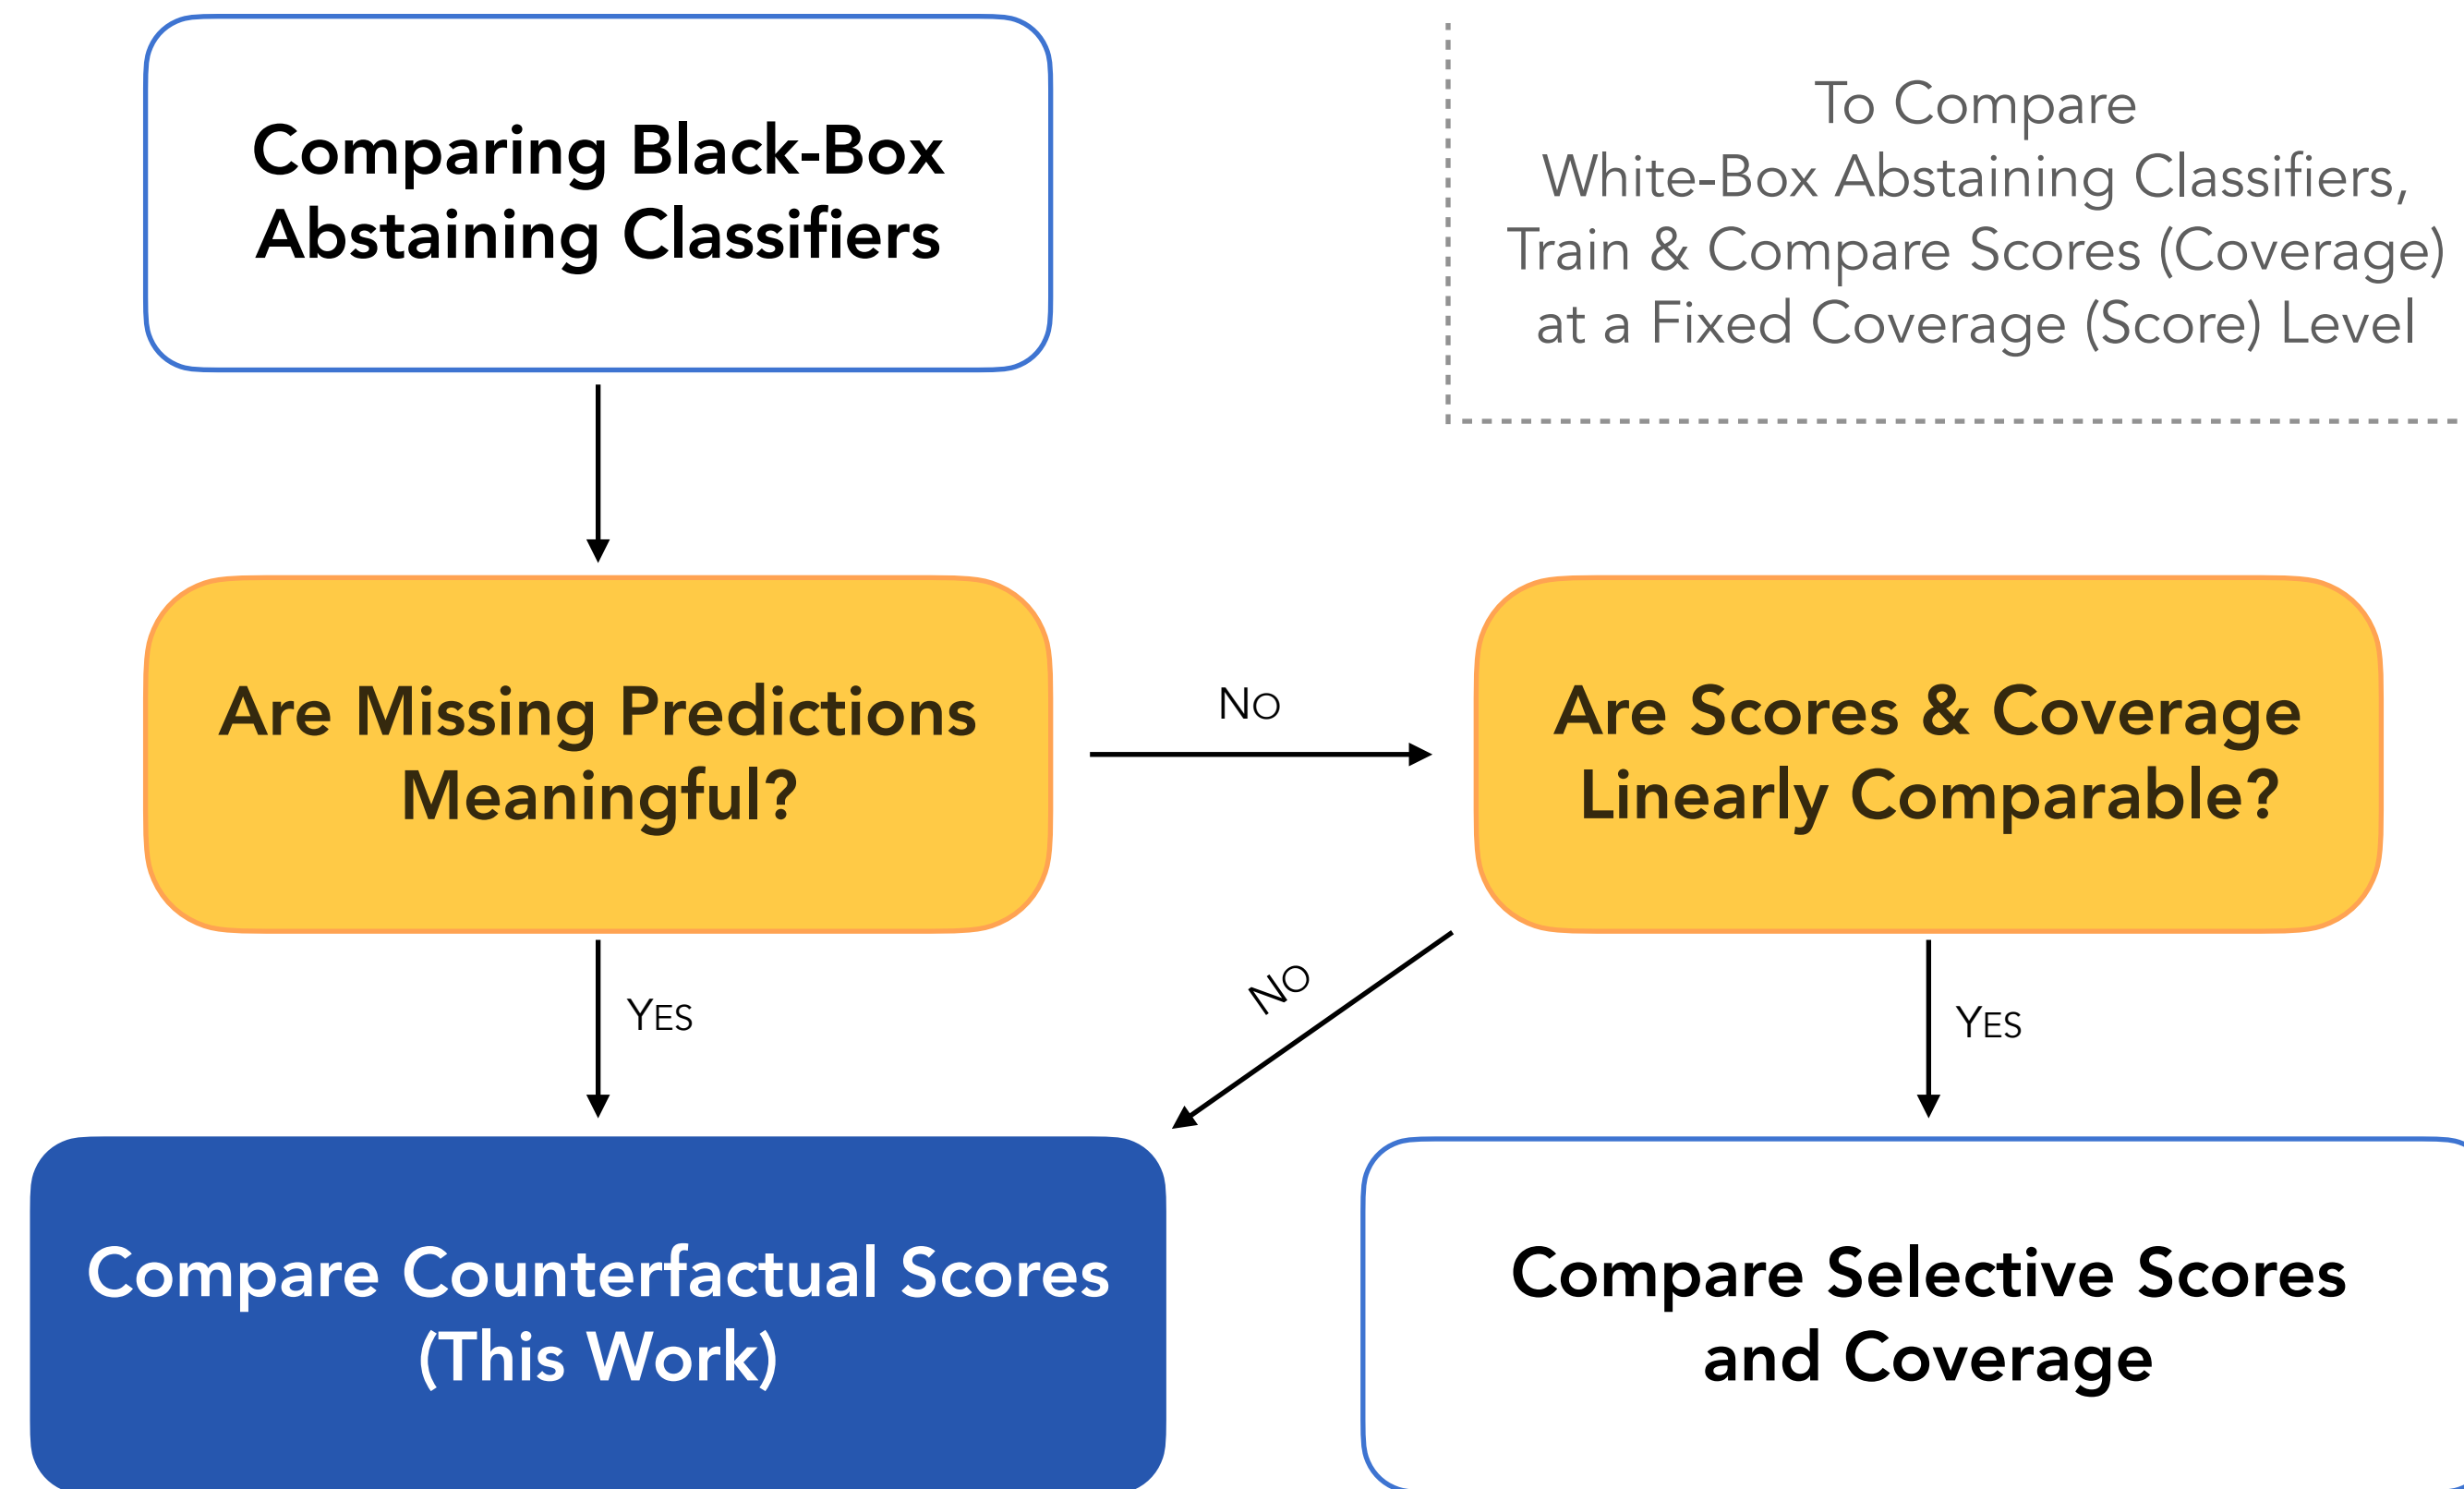 Comparing Black-Box
Abstaining Classifiers
To Compare
White-Box Abstaining Classifiers,
Train & Compare Scores (Coverage)
at a Fixed Coverage (Score) Level
Are Missing Predictions
Meaningful?
NO
Are Scores & Coverage
Linearly Comparable?
YES
NO
YES
Compare Counterfactual Scores
(This Work)
Compare Selective Scores
and Coverage